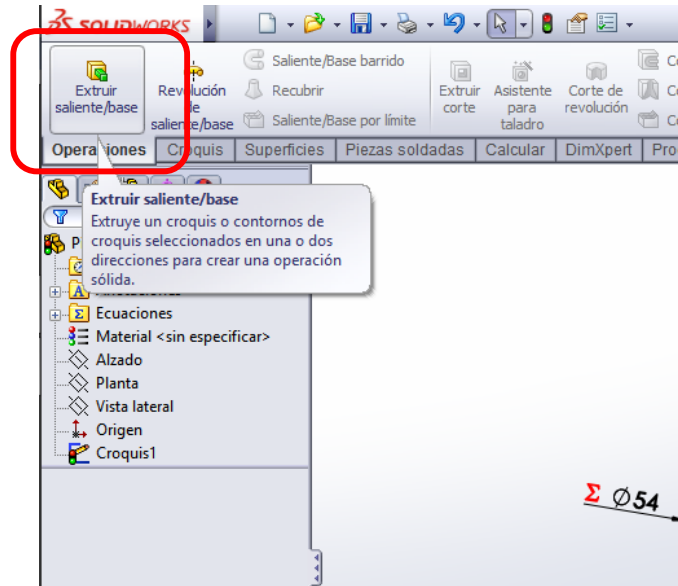 SOLIDWORKS
Extruir saliente/base
Revolución de saliente/base
Saliente/Base barrido
Recubrir
Saliente/Base por límite
Extruir corte
Asistente para taladro
Corte de revolución
Operaciones Croquis Superficies Piezas soldadas Calcular DimXpert
Extruir saliente/base
Extruye un croquis o contornos de
croquis seleccionados en una o dos
direcciones para crear una operación
sólida.
Ecuaciones
Material <sin especificar>
Alzado
Planta
Vista lateral
Origen
Croquis1
Σ Ø54